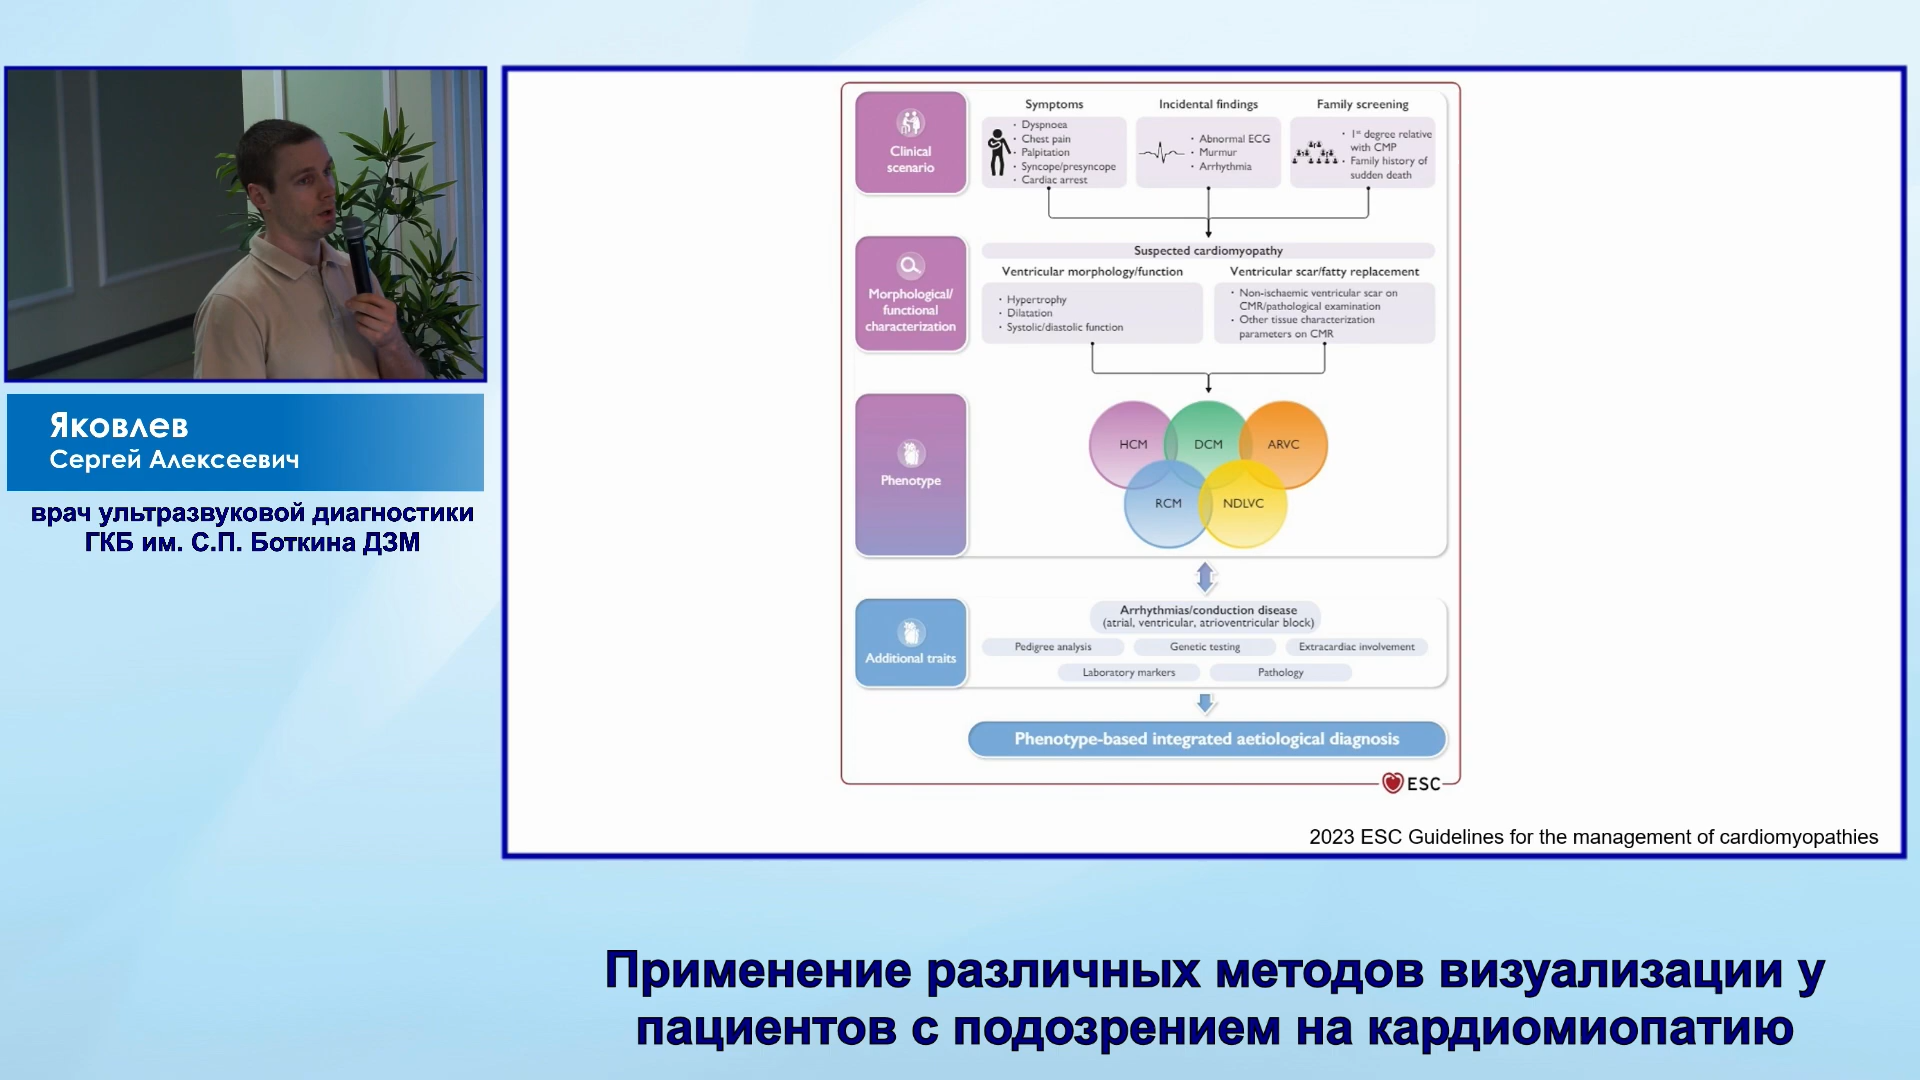 Яковлев
Сергей Алексеевич
врач ультразвуковой диагностики
ГКБ им. С.П. Боткина ДЗМ
Clinical
scenario
Symptoms
· Dyspnoea
· Chest pain
· Palpitation
· Syncope/presyncope
· Cardiac arrest
Incidental findings
· Abnormal ECG
· Murmur
· Arrhythmia
Family screening
· 1st degree relative
with CMP
· Family history of
sudden death
Morphological/
functional
characterization
Suspected cardiomyopathy
Ventricular morphology/function
· Hypertrophy
· Dilatation
· Systolic/diastolic function
Ventricular scar/fatty replacement
· Non-ischaemic ventricular scar on
CMR/pathological examination
· Other tissue characterization
parameters on CMR
Phenotype
HCM
DCM
ARVC
RCM
NDLVC
Additional traits
Arrhythmias/conduction disease
(atrial, ventricular, atrioventricular block)
Pedigree analysis
Genetic testing
Extracardiac involvement
Laboratory markers
Pathology
Phenotype-based integrated aetiological diagnosis
ESC
2023 ESC Guidelines for the management of cardiomyopathies
Применение различных методов визуализации у
пациентов с подозрением на кардиомиопатию